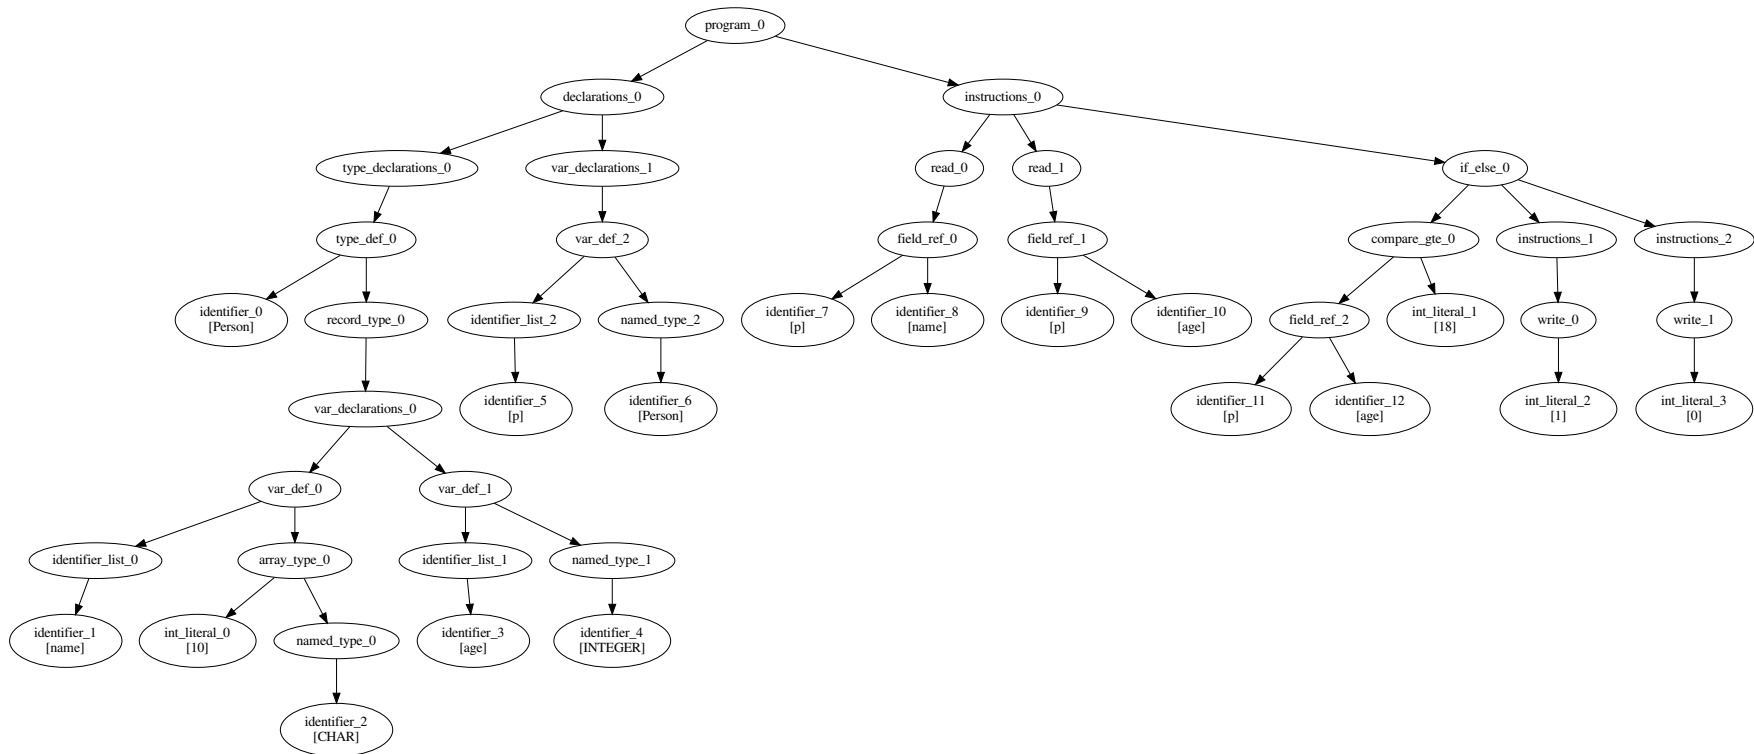 program_0
declarations_0
instructions_0
type_declarations_0
var_declarations_1
read_0
read_1
if_else_0
type_def_0
var_def_2
field_ref_0
field_ref_1
compare_gte_0
instructions_1
instructions_2
identifier_0
[Person]
record_type_0
identifier_list_2
named_type_2
identifier_7
[p]
identifier_8
[name]
identifier_9
[p]
identifier_10
[age]
field_ref_2
int_literal_1
[18]
write_0
write_1
var_declarations_0
identifier_5
[p]
identifier_6
[Person]
identifier_11
[p]
identifier_12
[age]
int_literal_2
[1]
int_literal_3
[0]
var_def_0
var_def_1
identifier_list_0
array_type_0
identifier_list_1
named_type_1
identifier_1
[name]
int_literal_0
[10]
named_type_0
identifier_3
[age]
identifier_4
[INTEGER]
identifier_2
[CHAR]